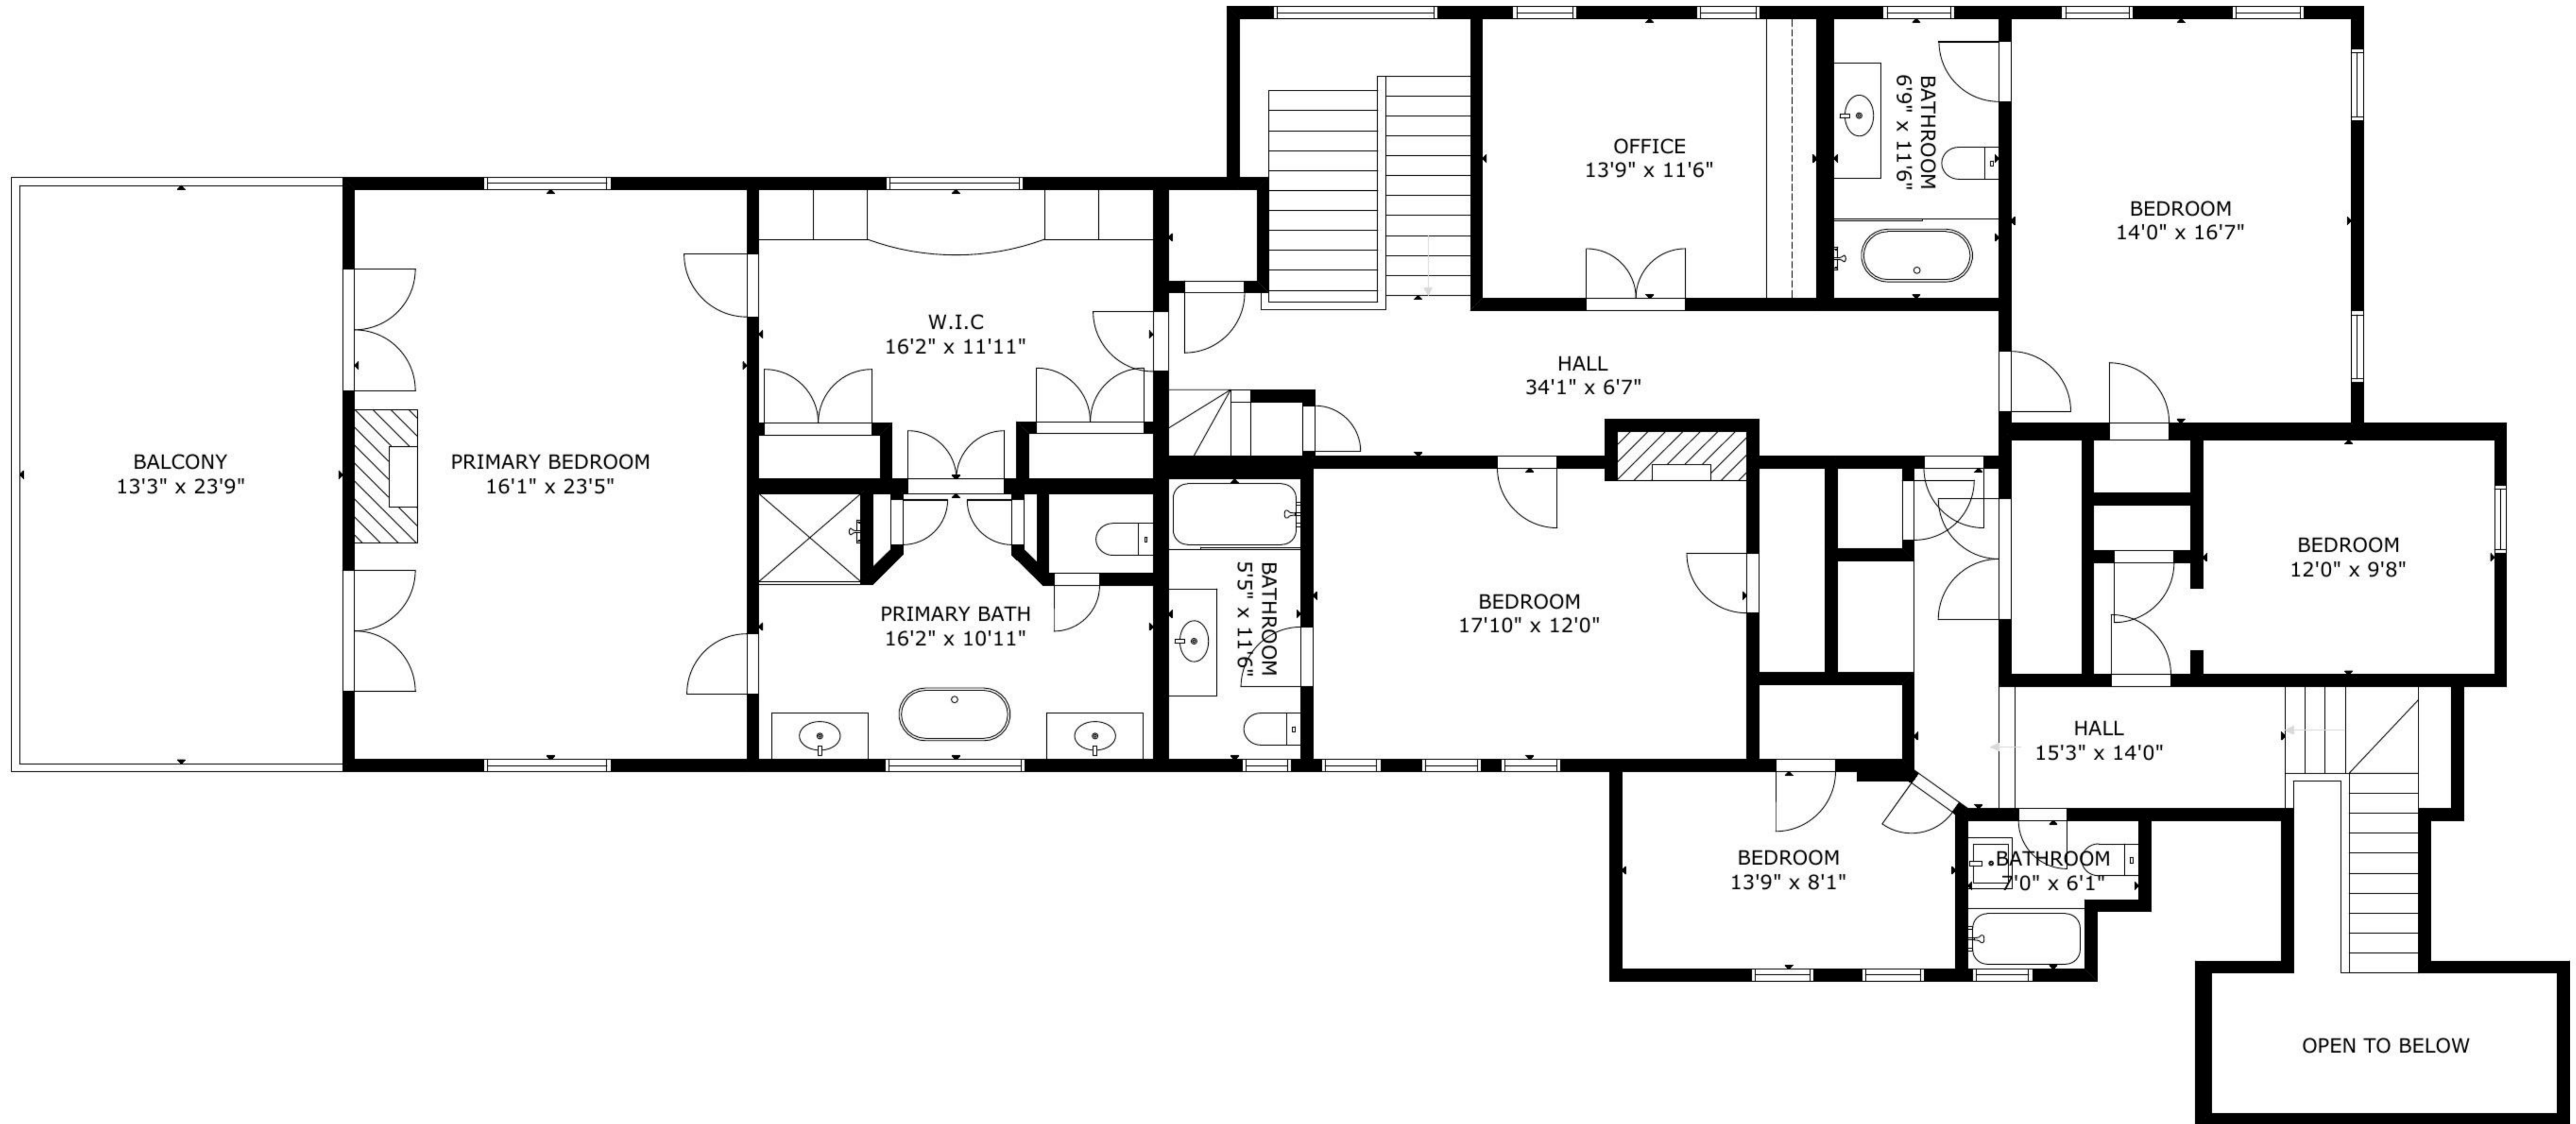 BALCONY
13'3" x 23'9"
PRIMARY BEDROOM
16'1" x 23'5"
W.I.C
16'2" x 11'11"
PRIMARY BATH
16'2" x 10'11"
BATHROOM
5'5" x 11'6"
OFFICE
13'9" x 11'6"
BATHROOM
6'9" x 11'6"
BEDROOM
14'0" x 16'7"
HALL
34'1" x 6'7"
BEDROOM
17'10" x 12'0"
BEDROOM
12'0" x 9'8"
HALL
15'3" x 14'0"
BEDROOM
13'9" x 8'1"
BATHROOM
7'0" x 6'1"
OPEN TO BELOW